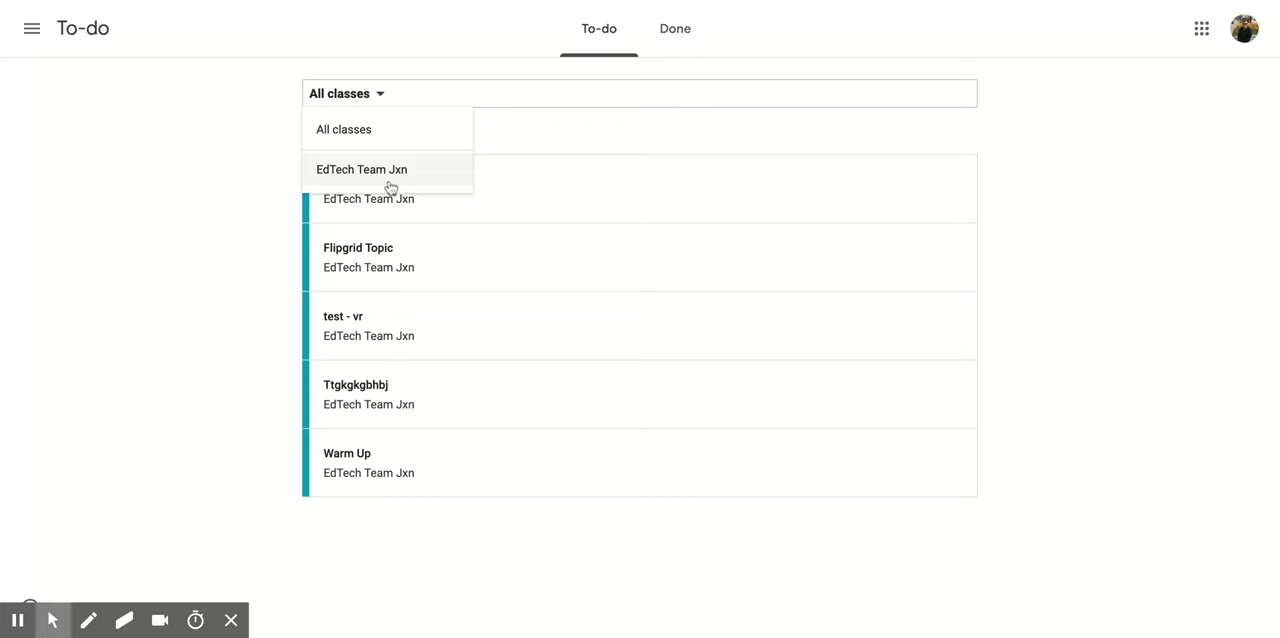 To-do
To-do
Done
All classes
All classes
EdTech Team Jxn
EdTech Team Jxn
Flipgrid Topic
EdTech Team Jxn
test - vr
EdTech Team Jxn
Ttgkgkgbhbj
EdTech Team Jxn
Warm Up
EdTech Team Jxn